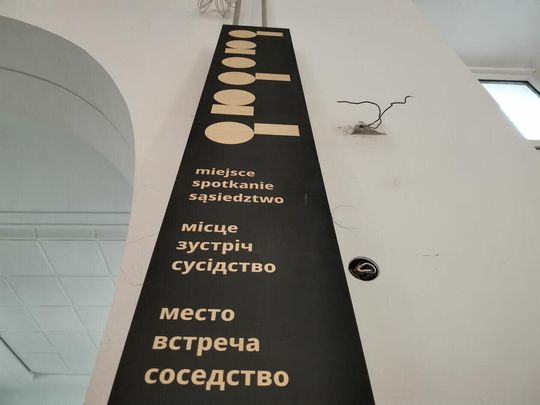 miejsce
spotkanie
sąsiedztwo
місце
зустріч
сусідство
место
встреча
соседство